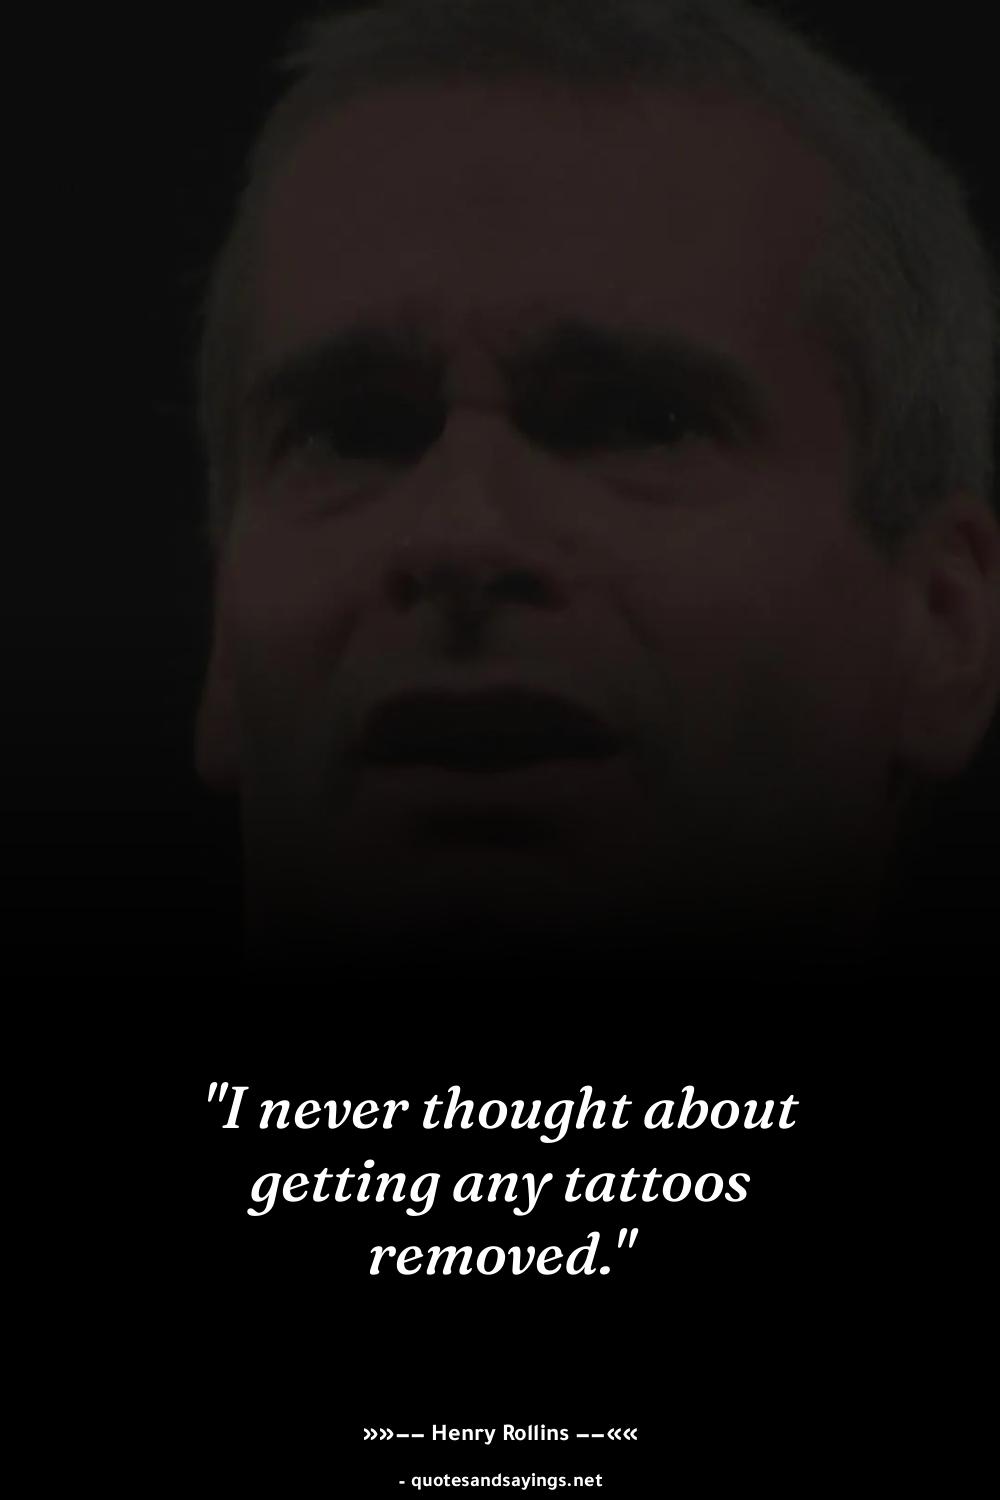 "I never thought about
getting any tattoos
removed."
»»−− Henry Rollins −−««
- quotesandsayings.net